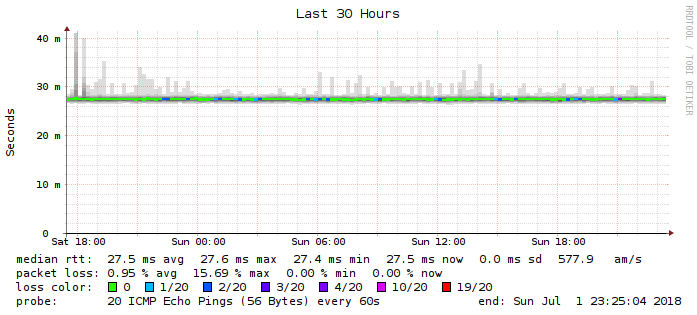 Last 30 Hours
RRDTOOL / TOBI OETIKER
Seconds
40 m
30 m
20 m
10 m
0
Sat 18:00 Sun 00:00 Sun 06:00 Sun 12:00 Sun 18:00
median rtt: 27.5 ms avg 27.6 ms max 27.4 ms min 27.5 ms now 0.0 ms sd 577.9 am/s
packet loss: 0.95 % avg 15.69 % max 0.00 % min 0.00 % now
loss color: 0 1/20 2/20 3/20 4/20 10/20 19/20
probe: 20 ICMP Echo Pings (56 Bytes) every 60s end: Sun Jul 1 23:25:04 2018